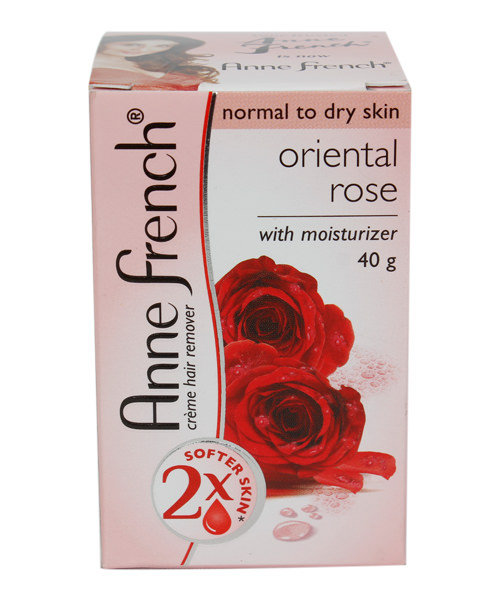 Anne
French
is now
Anne French®
normal to dry skin
oriental
rose
with moisturizer
40 g
Anne French®
crème hair remover
SOFTER SKIN*
2X